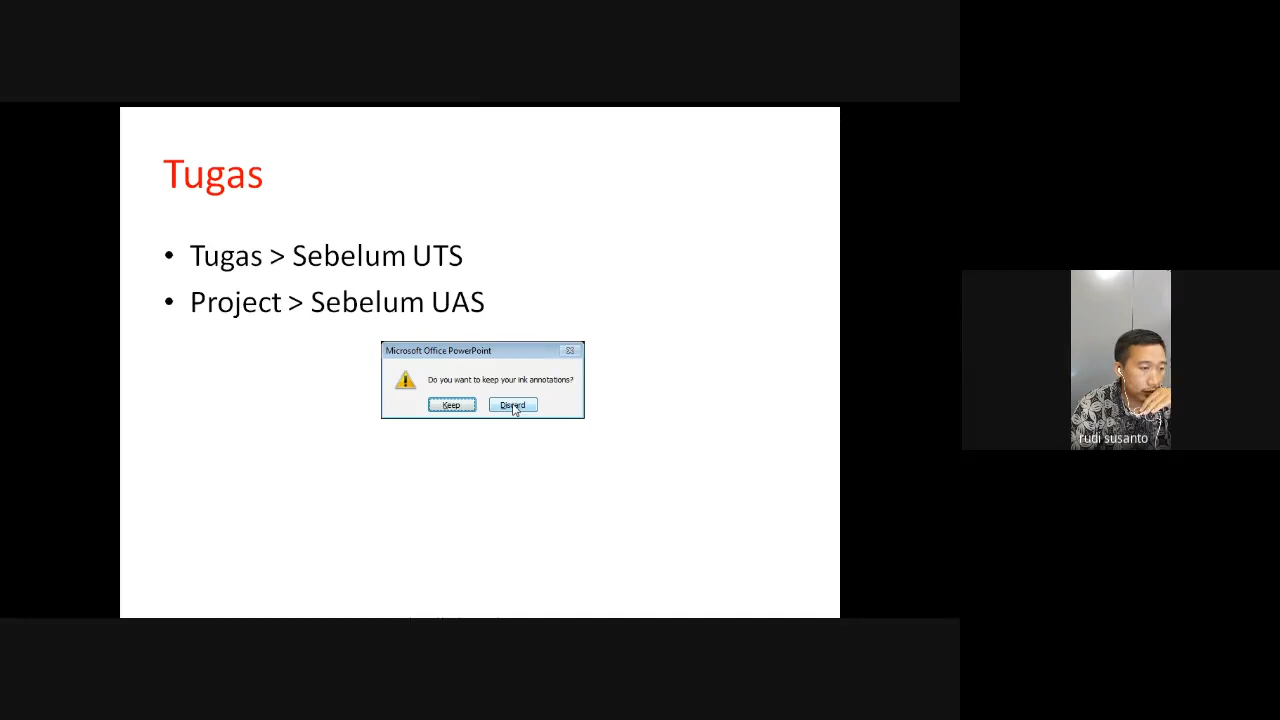 Tugas
• Tugas > Sebelum UTS
• Project > Sebelum UAS
Microsoft Office PowerPoint
Do you want to keep your ink annotations?
Keep
Discard
rudi susanto